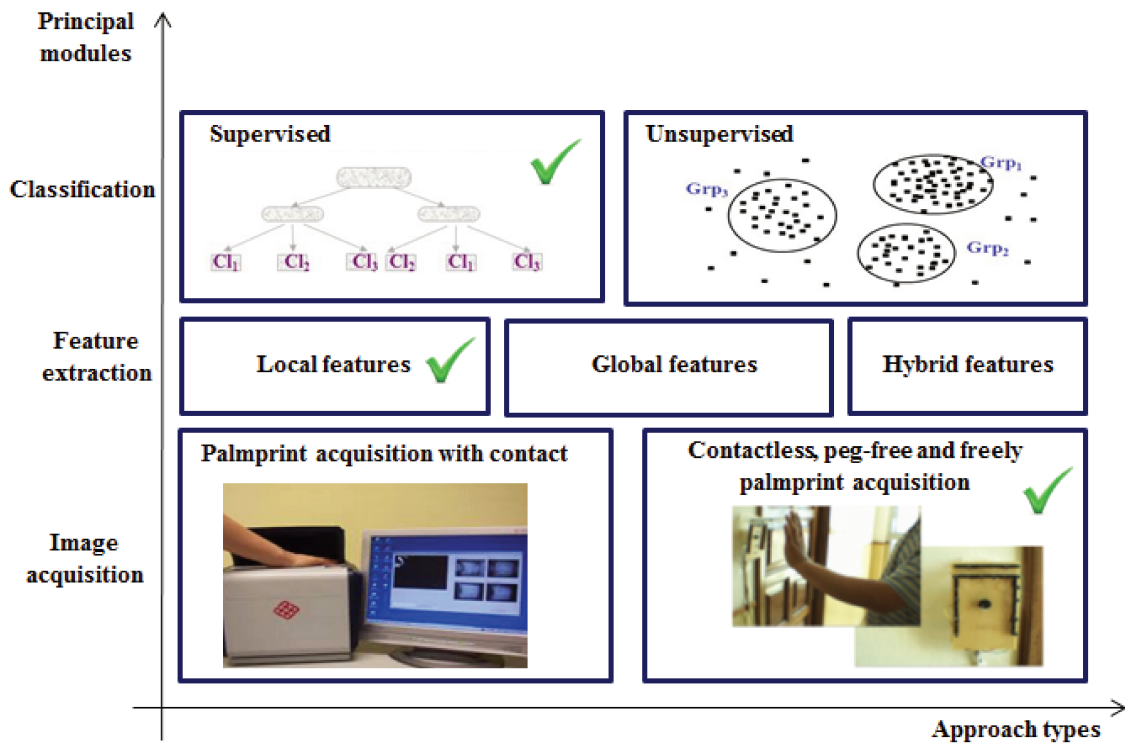 Principal
modules
Supervised
Unsupervised
Classification
Grp₁
Grp₃
Grp₂
Cl₁ Cl₂ Cl₃ Cl₂ Cl₁ Cl₃
Feature
extraction
Local features
Global features
Hybrid features
Palmprint acquisition with contact
Contactless, peg-free and freely
palmprint acquisition
Image
acquisition
Approach types